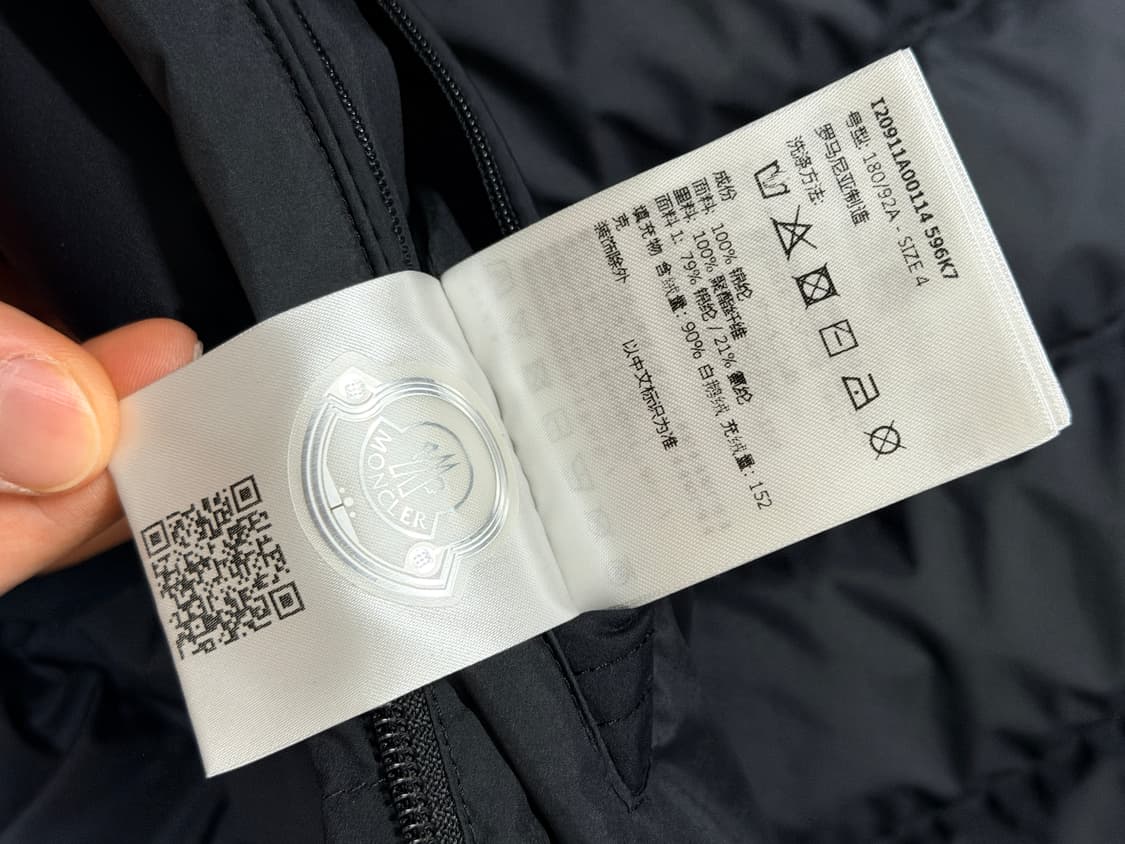 I20911A00114 596K7
号型: 180/92A - SIZE 4
罗马尼亚制造
洗涤方法:
成份
面料: 100% 锦纶
里料: 100% 聚酯纤维
面料 1: 79% 锦纶 / 21% 氨纶
填充物 含绒量: 90% 白鹅绒 充绒量: 152
克
装饰除外
以中文标识为准
MONCLER